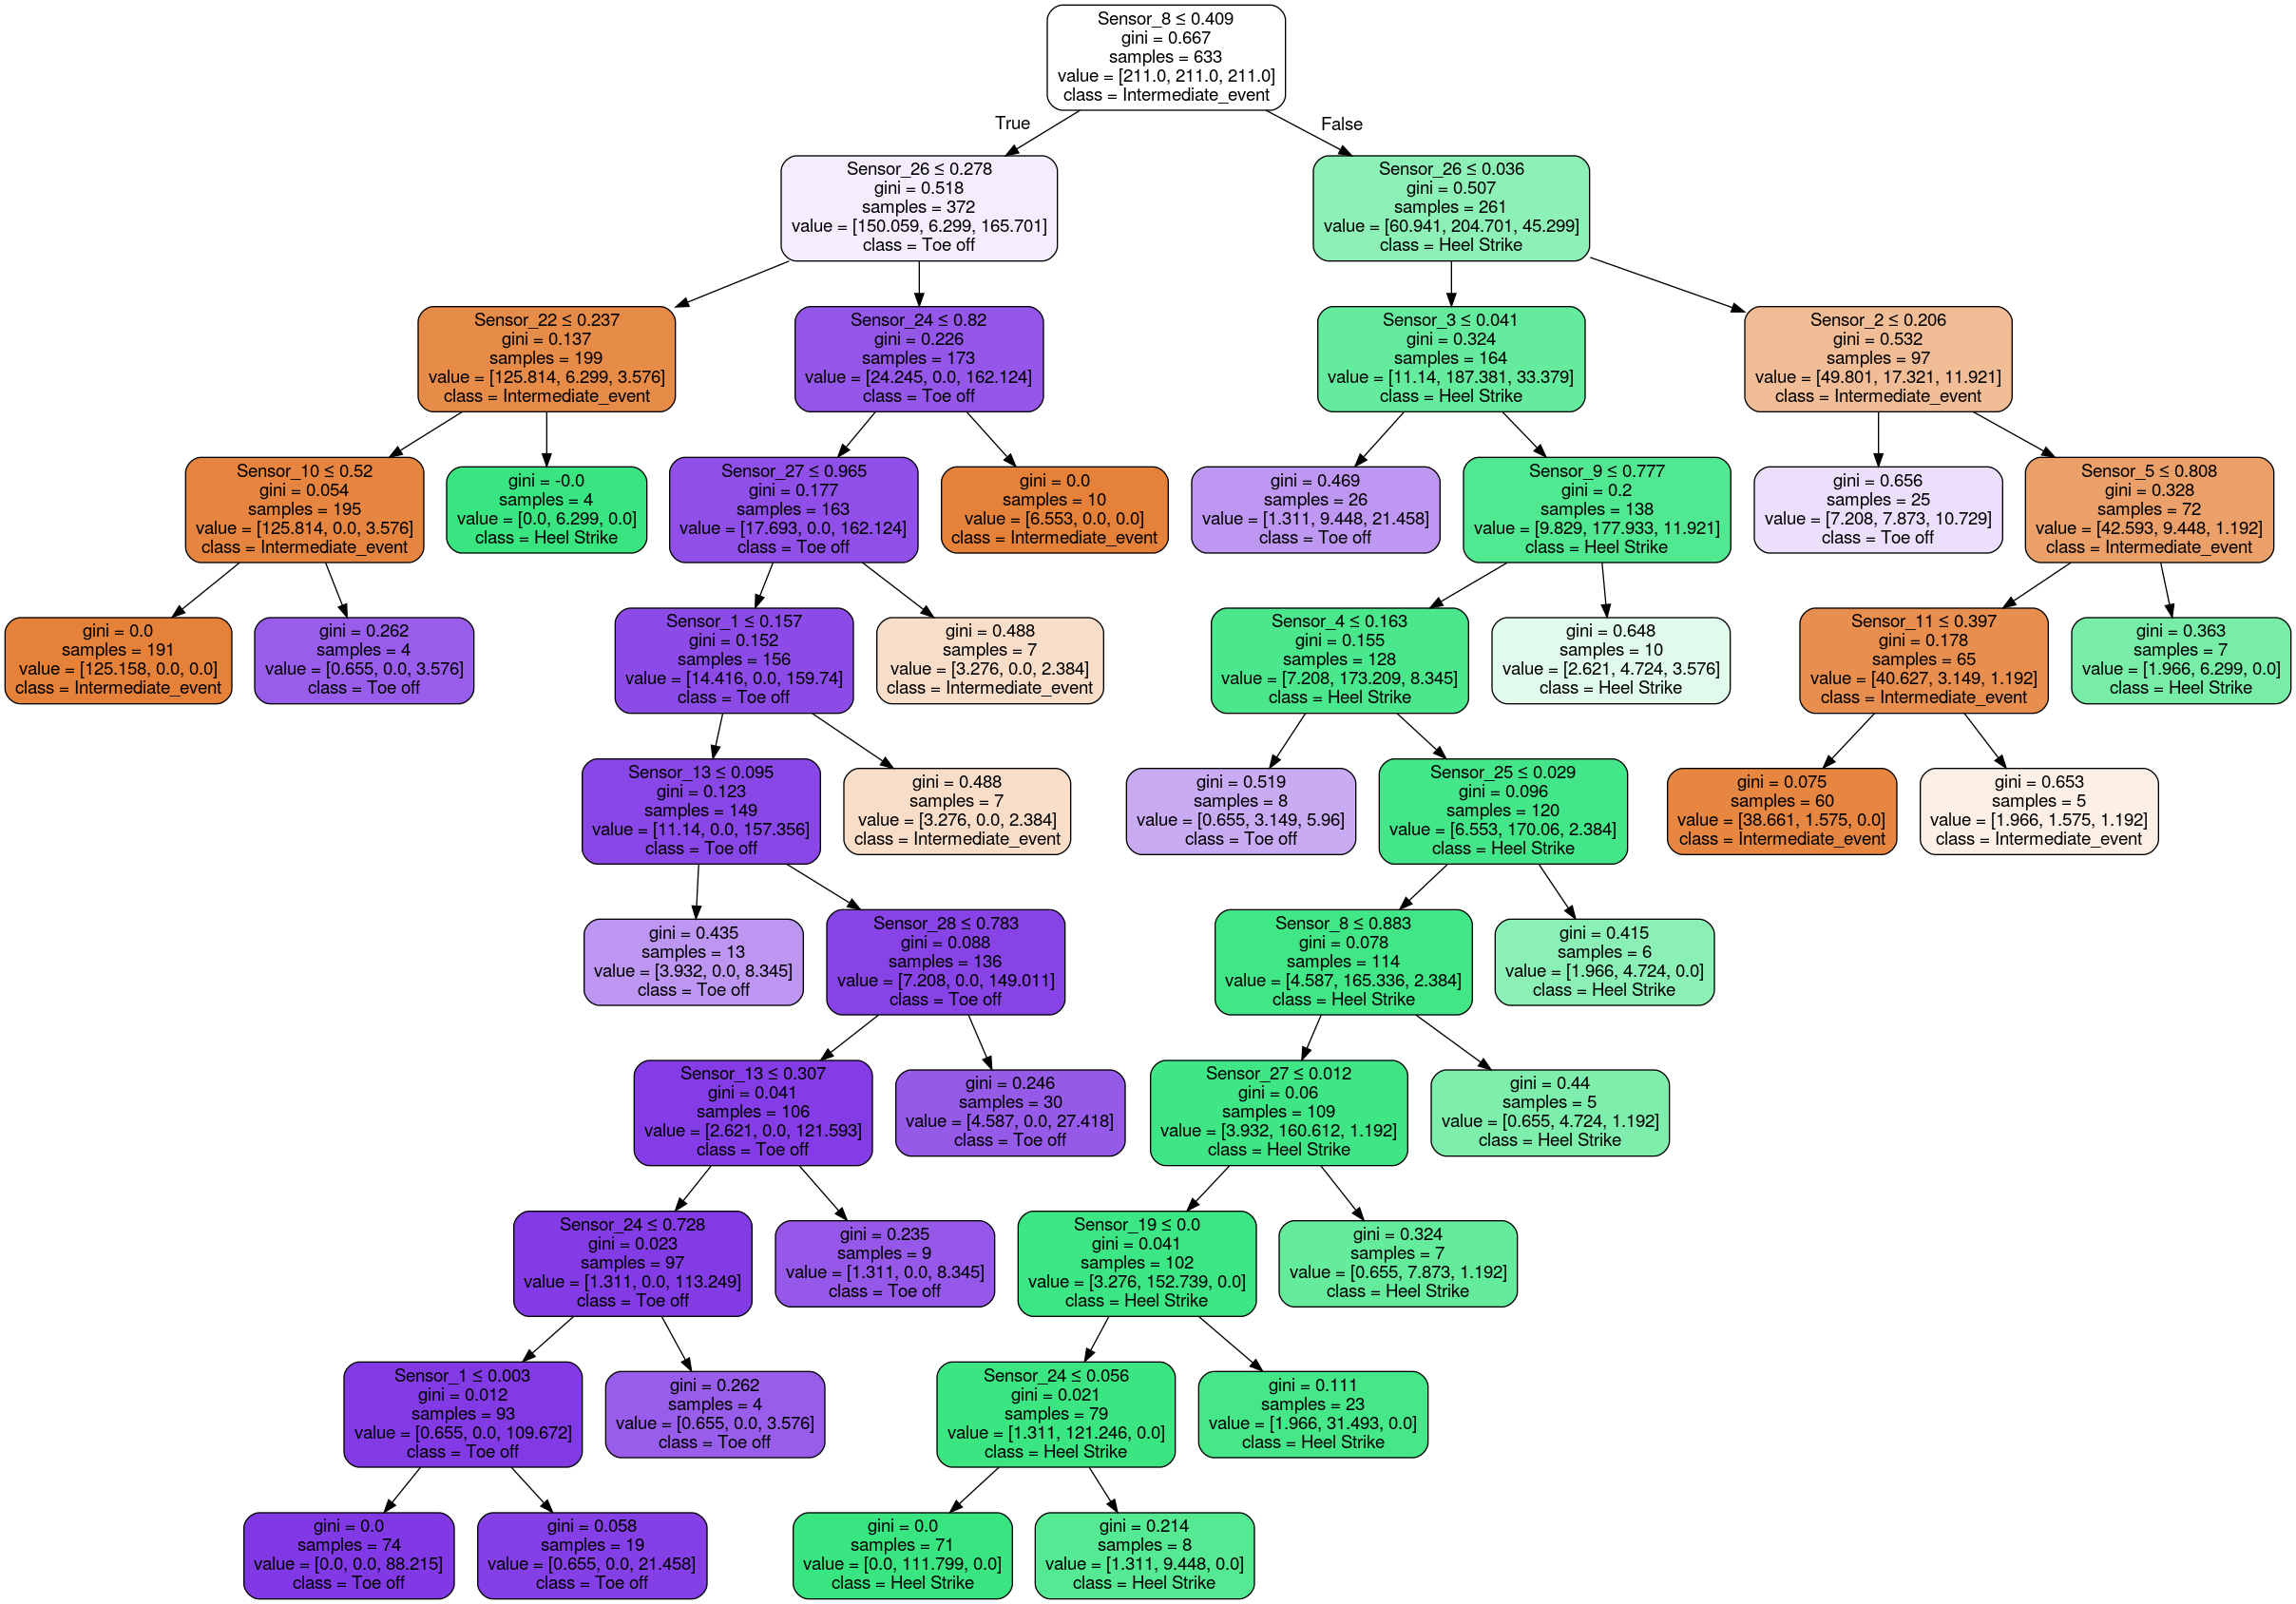 Sensor_8 ≤ 0.409
gini = 0.667
samples = 633
value = [211.0, 211.0, 211.0]
class = Intermediate_event
True
False
Sensor_26 ≤ 0.278
gini = 0.518
samples = 372
value = [150.059, 6.299, 165.701]
class = Toe off
Sensor_26 ≤ 0.036
gini = 0.507
samples = 261
value = [60.941, 204.701, 45.299]
class = Heel Strike
Sensor_22 ≤ 0.237
gini = 0.137
samples = 199
value = [125.814, 6.299, 3.576]
class = Intermediate_event
Sensor_24 ≤ 0.82
gini = 0.226
samples = 173
value = [24.245, 0.0, 162.124]
class = Toe off
Sensor_3 ≤ 0.041
gini = 0.324
samples = 164
value = [11.14, 187.381, 33.379]
class = Heel Strike
Sensor_2 ≤ 0.206
gini = 0.532
samples = 97
value = [49.801, 17.321, 11.921]
class = Intermediate_event
Sensor_10 ≤ 0.52
gini = 0.054
samples = 195
value = [125.814, 0.0, 3.576]
class = Intermediate_event
gini = -0.0
samples = 4
value = [0.0, 6.299, 0.0]
class = Heel Strike
Sensor_27 ≤ 0.965
gini = 0.177
samples = 163
value = [17.693, 0.0, 162.124]
class = Toe off
gini = 0.0
samples = 10
value = [6.553, 0.0, 0.0]
class = Intermediate_event
gini = 0.469
samples = 26
value = [1.311, 9.448, 21.458]
class = Toe off
Sensor_9 ≤ 0.777
gini = 0.2
samples = 138
value = [9.829, 177.933, 11.921]
class = Heel Strike
gini = 0.656
samples = 25
value = [7.208, 7.873, 10.729]
class = Toe off
Sensor_5 ≤ 0.808
gini = 0.328
samples = 72
value = [42.593, 9.448, 1.192]
class = Intermediate_event
gini = 0.0
samples = 191
value = [125.158, 0.0, 0.0]
class = Intermediate_event
gini = 0.262
samples = 4
value = [0.655, 0.0, 3.576]
class = Toe off
Sensor_1 ≤ 0.157
gini = 0.152
samples = 156
value = [14.416, 0.0, 159.74]
class = Toe off
gini = 0.488
samples = 7
value = [3.276, 0.0, 2.384]
class = Intermediate_event
Sensor_4 ≤ 0.163
gini = 0.155
samples = 128
value = [7.208, 173.209, 8.345]
class = Heel Strike
gini = 0.648
samples = 10
value = [2.621, 4.724, 3.576]
class = Heel Strike
Sensor_11 ≤ 0.397
gini = 0.178
samples = 65
value = [40.627, 3.149, 1.192]
class = Intermediate_event
gini = 0.363
samples = 7
value = [1.966, 6.299, 0.0]
class = Heel Strike
Sensor_13 ≤ 0.095
gini = 0.123
samples = 149
value = [11.14, 0.0, 157.356]
class = Toe off
gini = 0.488
samples = 7
value = [3.276, 0.0, 2.384]
class = Intermediate_event
gini = 0.519
samples = 8
value = [0.655, 3.149, 5.96]
class = Toe off
Sensor_25 ≤ 0.029
gini = 0.096
samples = 120
value = [6.553, 170.06, 2.384]
class = Heel Strike
gini = 0.075
samples = 60
value = [38.661, 1.575, 0.0]
class = Intermediate_event
gini = 0.653
samples = 5
value = [1.966, 1.575, 1.192]
class = Intermediate_event
gini = 0.435
samples = 13
value = [3.932, 0.0, 8.345]
class = Toe off
Sensor_28 ≤ 0.783
gini = 0.088
samples = 136
value = [7.208, 0.0, 149.011]
class = Toe off
Sensor_8 ≤ 0.883
gini = 0.078
samples = 114
value = [4.587, 165.336, 2.384]
class = Heel Strike
gini = 0.415
samples = 6
value = [1.966, 4.724, 0.0]
class = Heel Strike
Sensor_13 ≤ 0.307
gini = 0.041
samples = 106
value = [2.621, 0.0, 121.593]
class = Toe off
gini = 0.246
samples = 30
value = [4.587, 0.0, 27.418]
class = Toe off
Sensor_27 ≤ 0.012
gini = 0.06
samples = 109
value = [3.932, 160.612, 1.192]
class = Heel Strike
gini = 0.44
samples = 5
value = [0.655, 4.724, 1.192]
class = Heel Strike
Sensor_24 ≤ 0.728
gini = 0.023
samples = 97
value = [1.311, 0.0, 113.249]
class = Toe off
gini = 0.235
samples = 9
value = [1.311, 0.0, 8.345]
class = Toe off
Sensor_19 ≤ 0.0
gini = 0.041
samples = 102
value = [3.276, 152.739, 0.0]
class = Heel Strike
gini = 0.324
samples = 7
value = [0.655, 7.873, 1.192]
class = Heel Strike
Sensor_1 ≤ 0.003
gini = 0.012
samples = 93
value = [0.655, 0.0, 109.672]
class = Toe off
gini = 0.262
samples = 4
value = [0.655, 0.0, 3.576]
class = Toe off
Sensor_24 ≤ 0.056
gini = 0.021
samples = 79
value = [1.311, 121.246, 0.0]
class = Heel Strike
gini = 0.111
samples = 23
value = [1.966, 31.493, 0.0]
class = Heel Strike
gini = 0.0
samples = 74
value = [0.0, 0.0, 88.215]
class = Toe off
gini = 0.058
samples = 19
value = [0.655, 0.0, 21.458]
class = Toe off
gini = 0.0
samples = 71
value = [0.0, 111.799, 0.0]
class = Heel Strike
gini = 0.214
samples = 8
value = [1.311, 9.448, 0.0]
class = Heel Strike